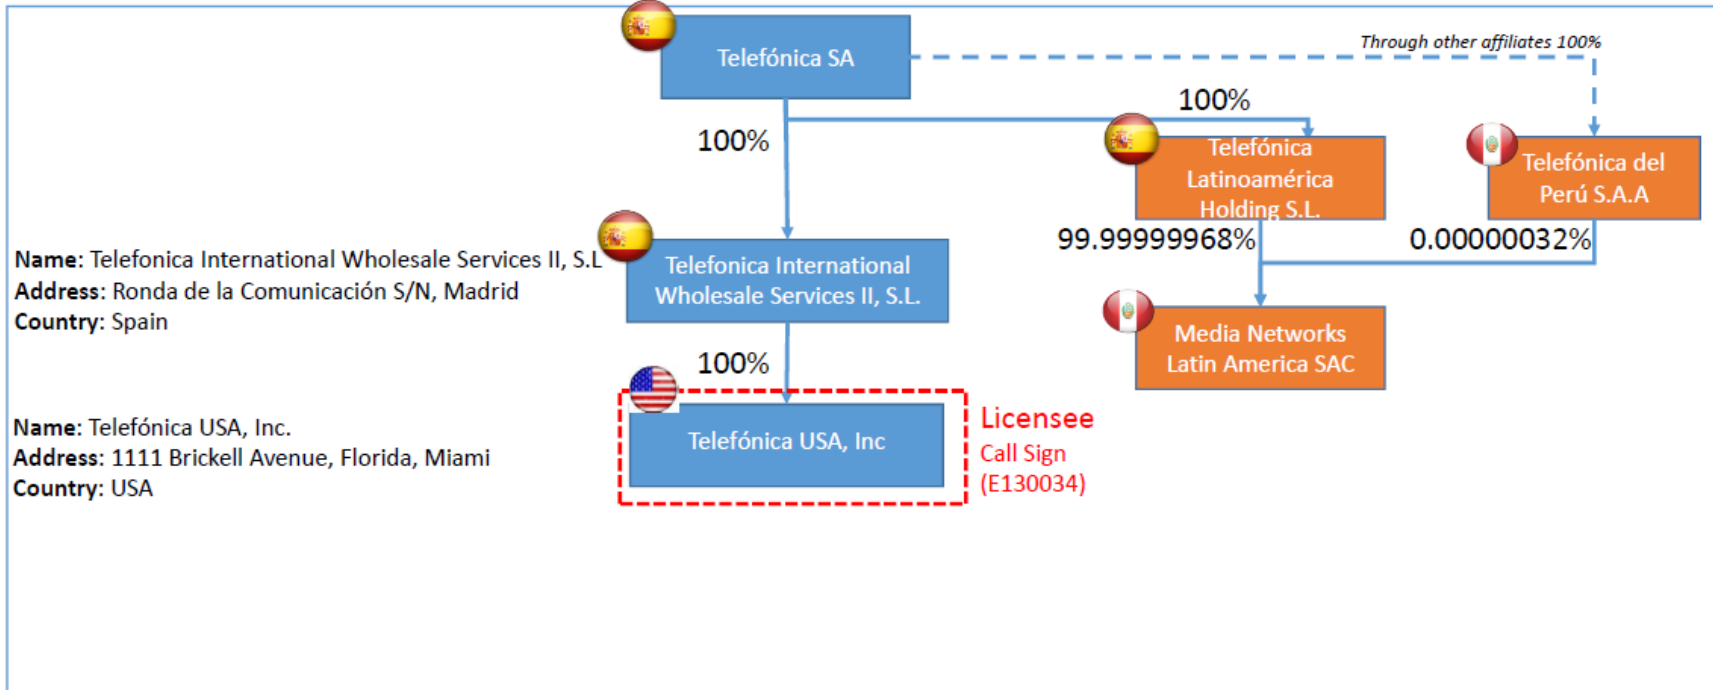 Telefónica SA
Through other affiliates 100%
100%
100%
Telefónica
Latinoamérica
Holding S.L.
Telefónica del
Perú S.A.A
99.99999968%
0.00000032%
Name: Telefonica International Wholesale Services II, S.L
Address: Ronda de la Comunicación S/N, Madrid
Country: Spain
Telefonica International
Wholesale Services II, S.L.
Media Networks
Latin America SAC
100%
Name: Telefónica USA, Inc.
Address: 1111 Brickell Avenue, Florida, Miami
Country: USA
Telefónica USA, Inc
Licensee
Call Sign
(E130034)